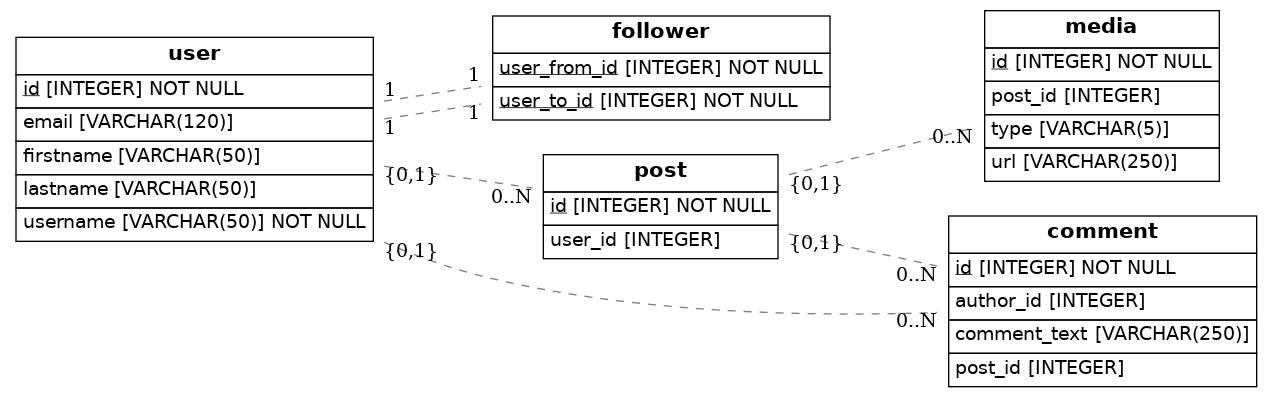 user
id [INTEGER] NOT NULL
email [VARCHAR(120)]
firstname [VARCHAR(50)]
lastname [VARCHAR(50)]
username [VARCHAR(50)] NOT NULL
1
1
1
1
{0,1}
0..N
{0,1}
0..N
follower
user_from_id [INTEGER] NOT NULL
user_to_id [INTEGER] NOT NULL
post
id [INTEGER] NOT NULL
user_id [INTEGER]
{0,1}
0..N
{0,1}
0..N
media
id [INTEGER] NOT NULL
post_id [INTEGER]
type [VARCHAR(5)]
url [VARCHAR(250)]
comment
id [INTEGER] NOT NULL
author_id [INTEGER]
comment_text [VARCHAR(250)]
post_id [INTEGER]